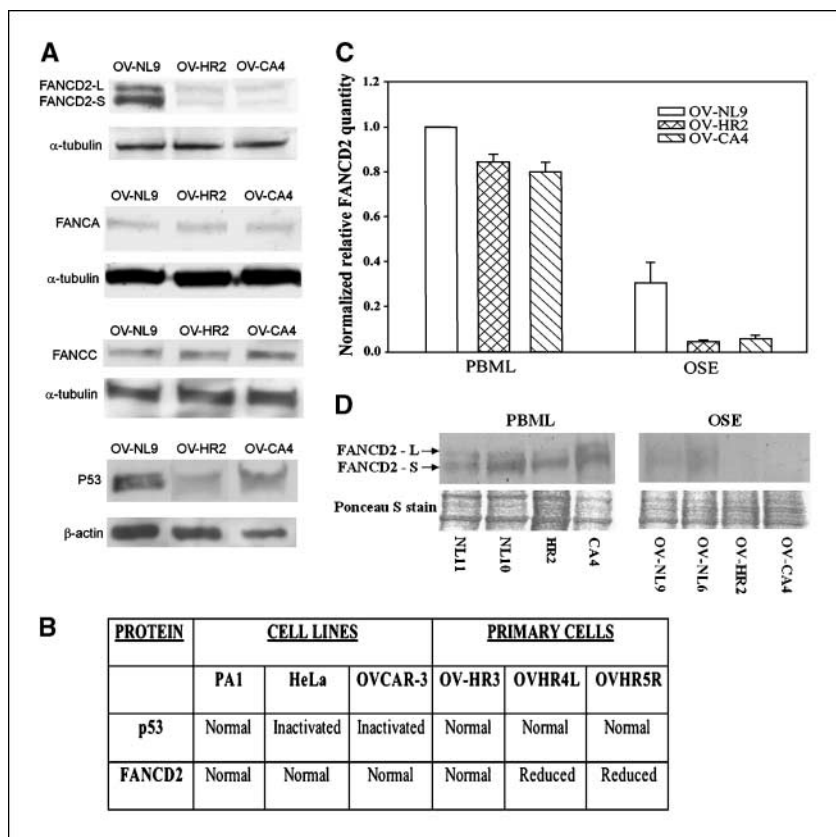 A
OV-NL9 OV-HR2 OV-CA4
FANCD2-L
FANCD2-S
α-tubulin
OV-NL9 OV-HR2 OV-CA4
FANCA
α-tubulin
OV-NL9 OV-HR2 OV-CA4
FANCC
α-tubulin
OV-NL9 OV-HR2 OV-CA4
P53
β-actin
C
Normalized relative FANCD2 quantity
1.2
1.0
0.8
0.6
0.4
0.2
0.0
OV-NL9
OV-HR2
OV-CA4
PBML OSE
D
PBML OSE
FANCD2 - L
FANCD2 - S
Ponceau S stain
NL11 NL10 HR2 CA4 OV-NL9 OV-NL6 OV-HR2 OV-CA4
B
PROTEIN CELL LINES PRIMARY CELLS
PA1 HeLa OVCAR-3 OV-HR3 OVHR4L OVHR5R
p53 Normal Inactivated Inactivated Normal Normal Normal
FANCD2 Normal Normal Normal Normal Reduced Reduced